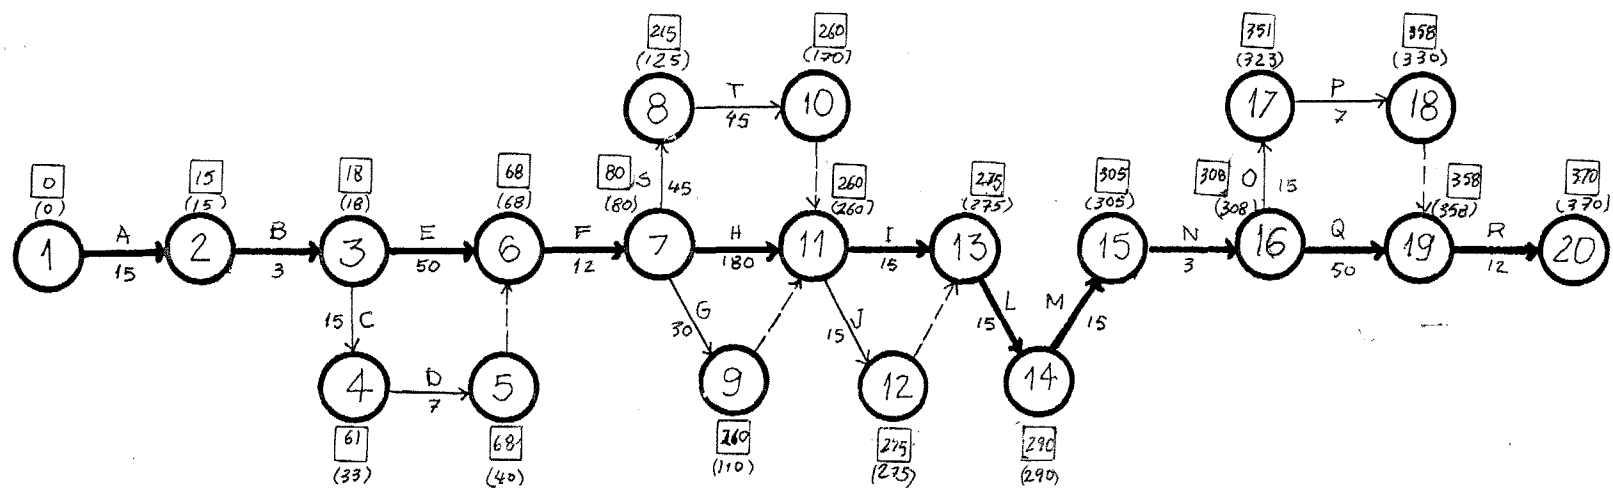 215 260 351 358
(125) (170) (323) (330)
8 T 10 17 P 18
45 7
0 15 18 68 80 S 45 260 275 305 308 O 15 358 370
(0) (15) (18) (68) (80) (260) (275) (305) (308) (358) (370)
1 A 2 B 3 E 6 F 7 H 11 I 13 15 N 16 Q 19 R 20
15 3 50 12 180 15 3 50 12
15 C G 30 15 J 15 L M 15
4 D 5 9 12 14
7
61 68 260 275 290
(33) (40) (110) (275) (290)